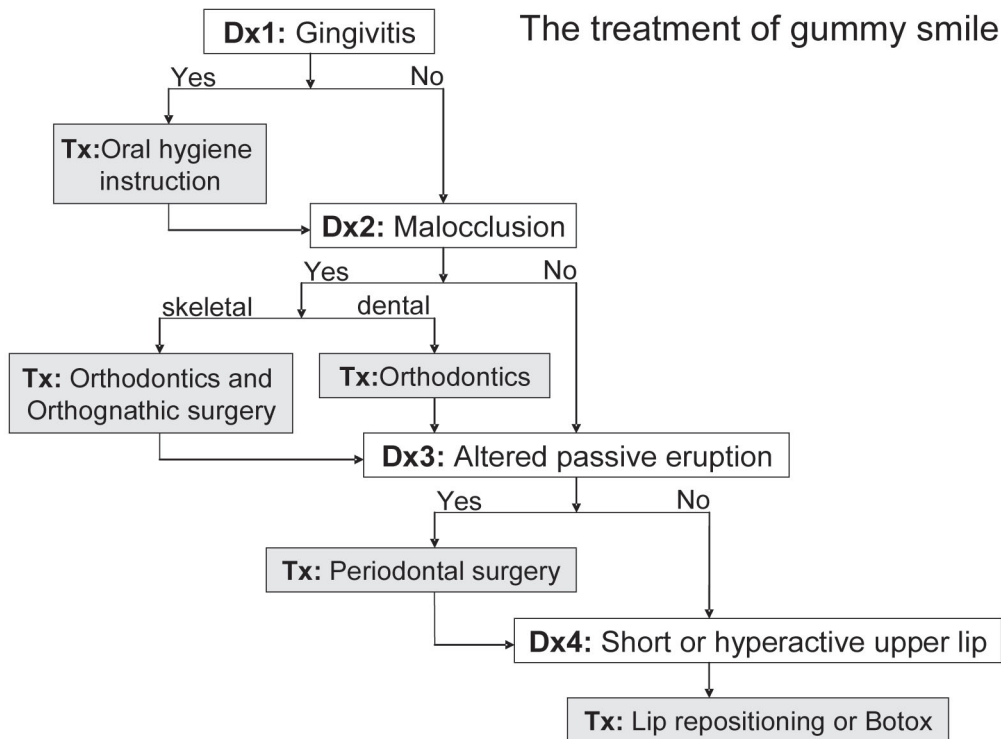 The treatment of gummy smile
Dx1: Gingivitis
Yes
No
Tx:Oral hygiene
instruction
Dx2: Malocclusion
Yes
No
skeletal
dental
Tx: Orthodontics and
Orthognathic surgery
Tx:Orthodontics
Dx3: Altered passive eruption
Yes
No
Tx: Periodontal surgery
Dx4: Short or hyperactive upper lip
Tx: Lip repositioning or Botox